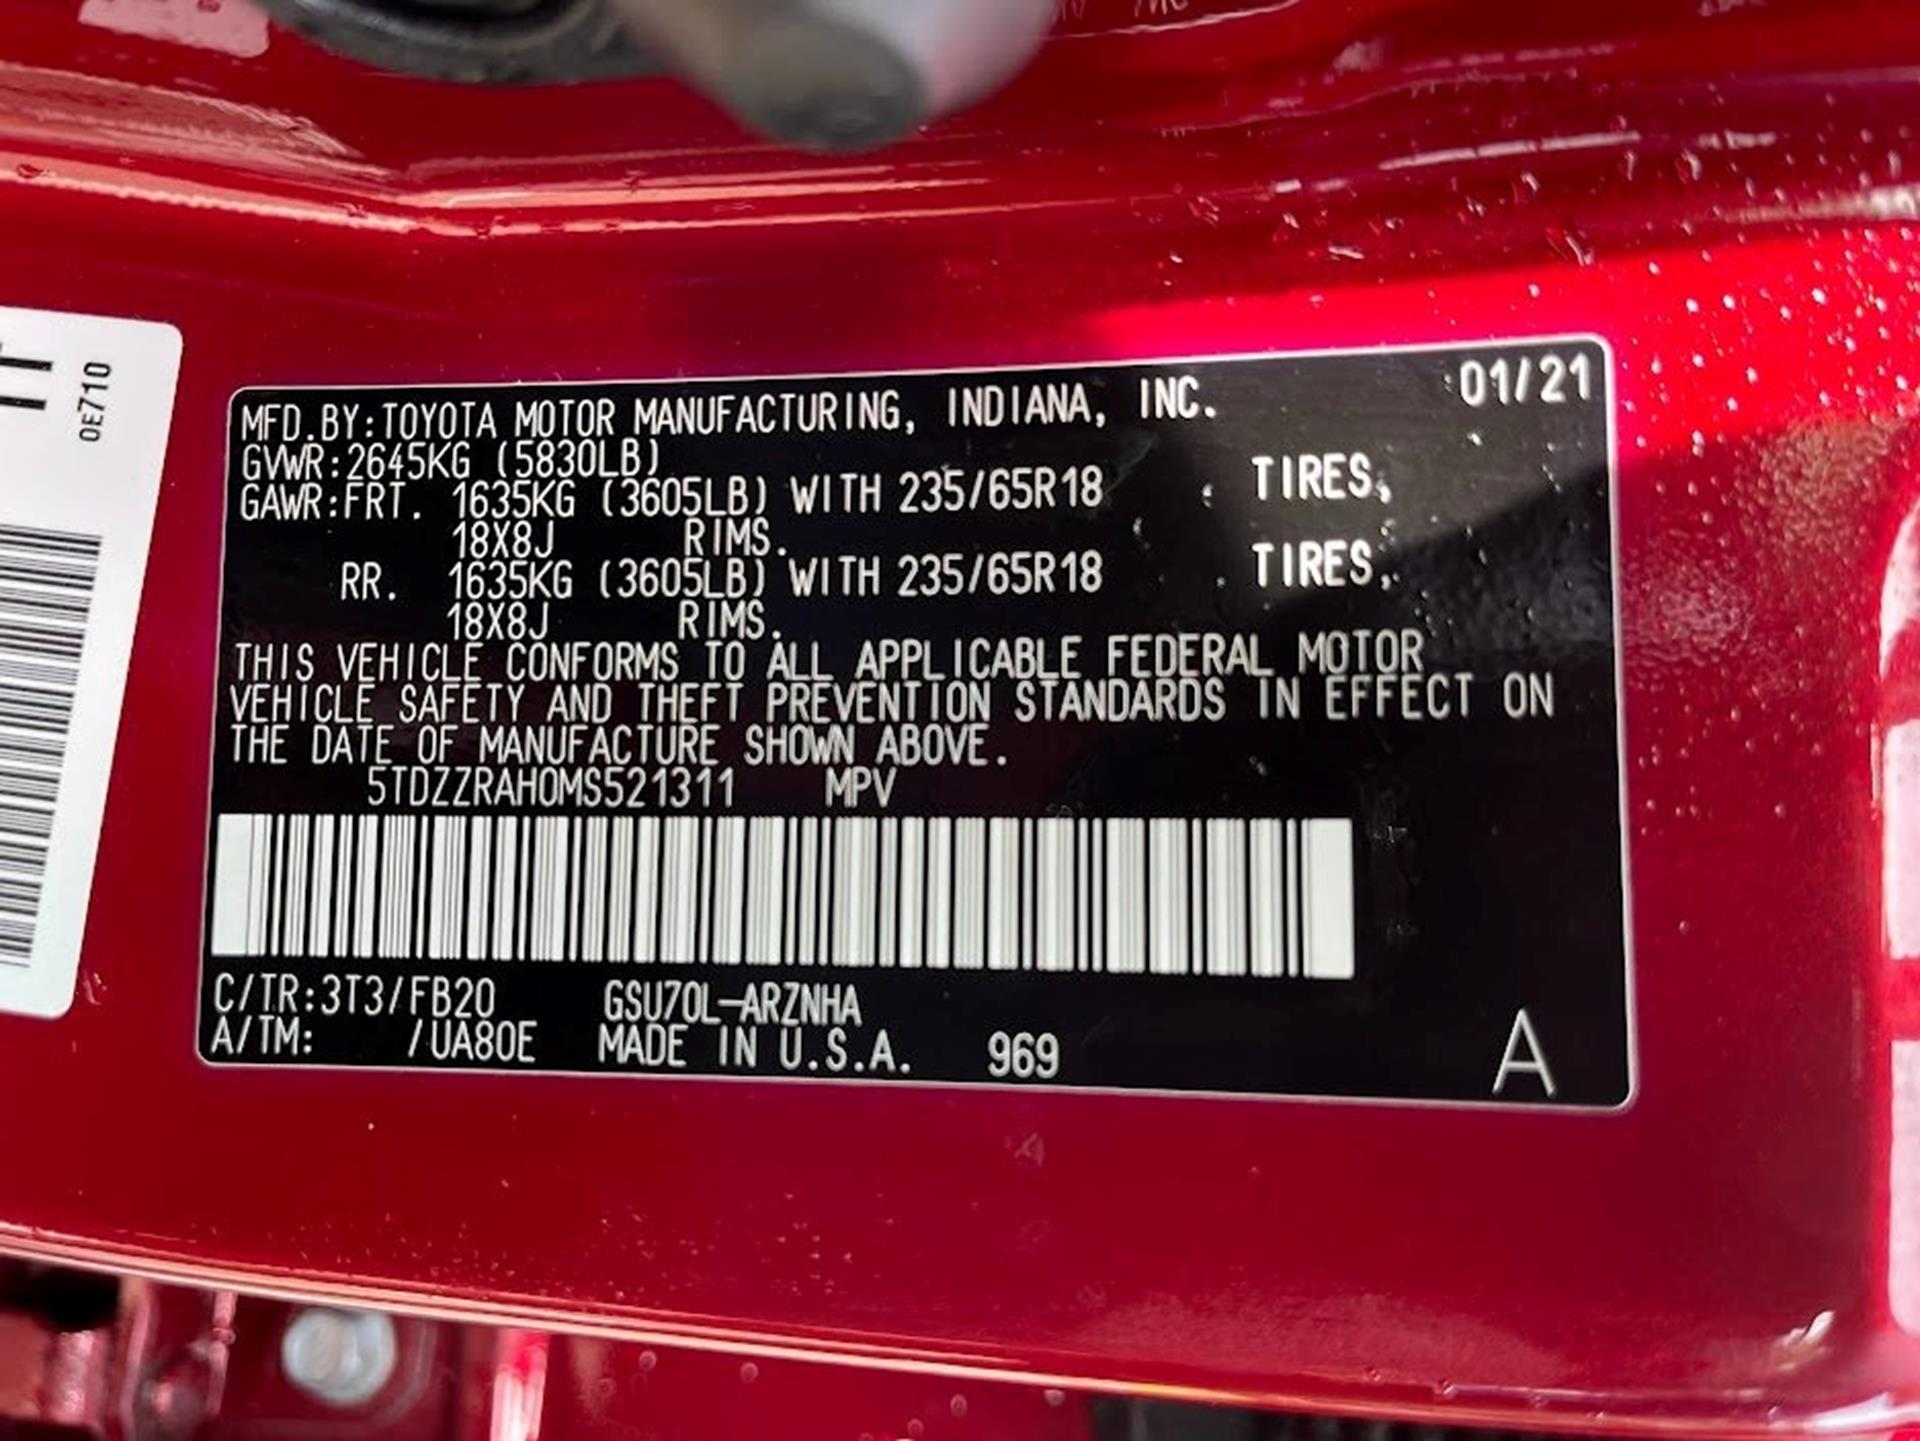 MFD.BY:TOYOTA MOTOR MANUFACTURING, INDIANA, INC. 01/21
GVWR:2645KG (5830LB)
GAWR:FRT. 1635KG (3605LB) WITH 235/65R18 TIRES,
18X8J RIMS.
RR. 1635KG (3605LB) WITH 235/65R18 TIRES,
18X8J RIMS.
THIS VEHICLE CONFORMS TO ALL APPLICABLE FEDERAL MOTOR
VEHICLE SAFETY AND THEFT PREVENTION STANDARDS IN EFFECT ON
THE DATE OF MANUFACTURE SHOWN ABOVE.
5TDZZRAH0MS521311 MPV
C/TR:3T3/FB20 GSU70L-ARZNHA
A/TM: /UA80E MADE IN U.S.A. 969 A
0E710